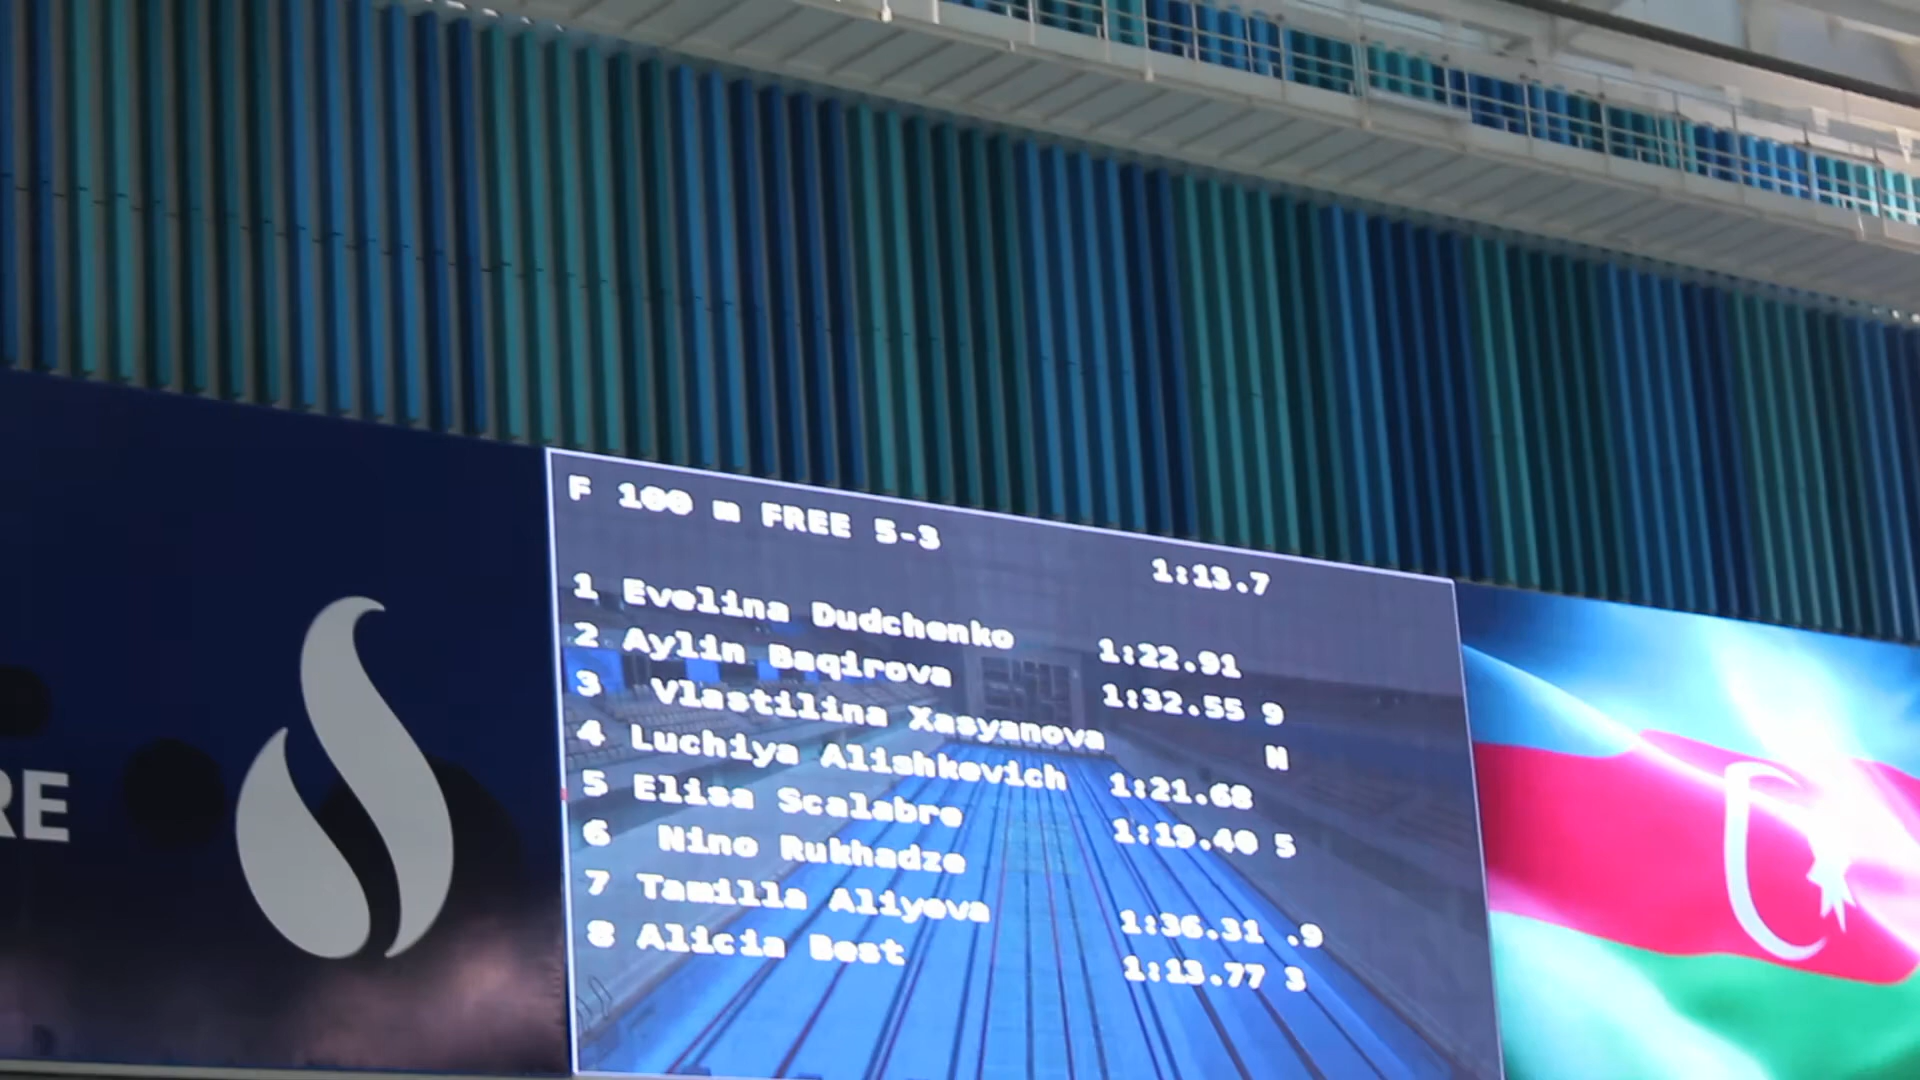 F 100 m FREE 5-3
1:13.7
1 Evelina Dudchenko 1:22.91
2 Aylin Baqirova 1:32.55 9
3 Vlastilina Xasyanova N
4 Luchiya Alishkevich 1:21.68
5 Elisa Scalabre 1:19.40 5
6 Nino Rukhadze
7 Tamilla Aliyeva 1:36.31 .9
8 Alicia Best 1:13.77 3
RE